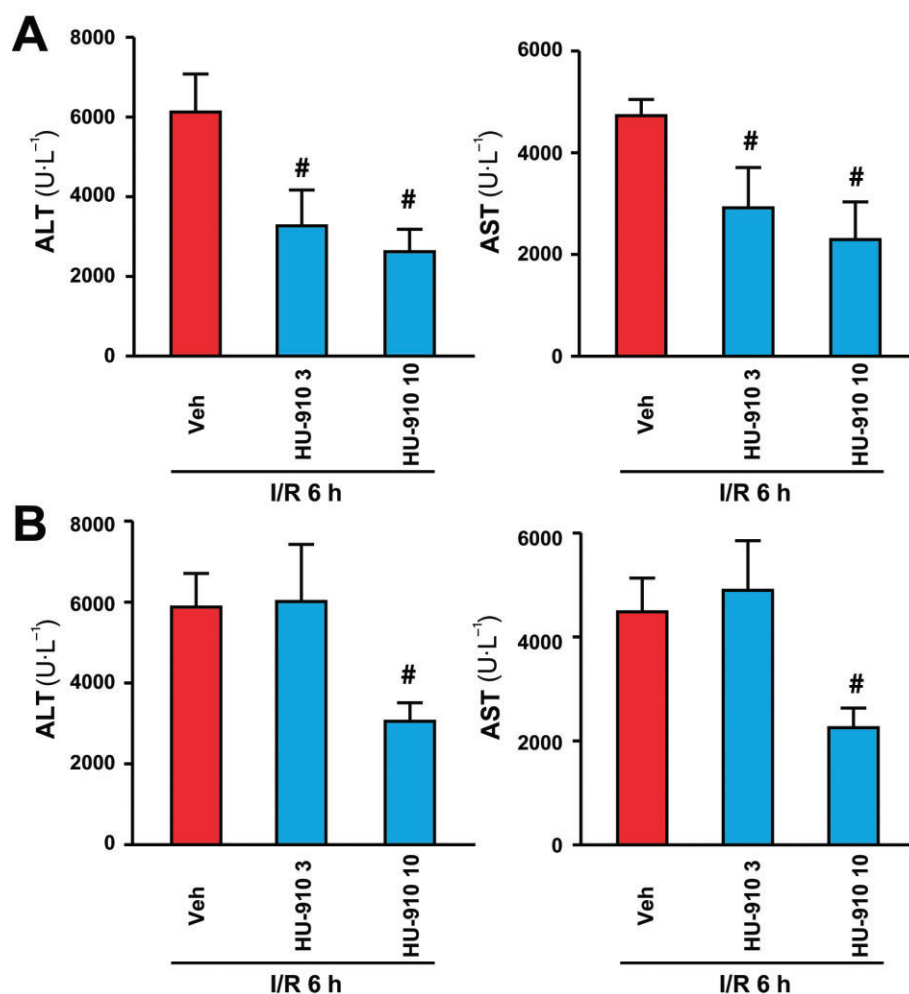 A
ALT (U·L⁻¹)
8000
6000
4000
2000
0
#
#
Veh
HU-910 3
HU-910 10
I/R 6 h
AST (U·L⁻¹)
6000
4000
2000
0
#
#
Veh
HU-910 3
HU-910 10
I/R 6 h
B
ALT (U·L⁻¹)
8000
6000
4000
2000
0
#
Veh
HU-910 3
HU-910 10
I/R 6 h
AST (U·L⁻¹)
6000
4000
2000
0
#
Veh
HU-910 3
HU-910 10
I/R 6 h